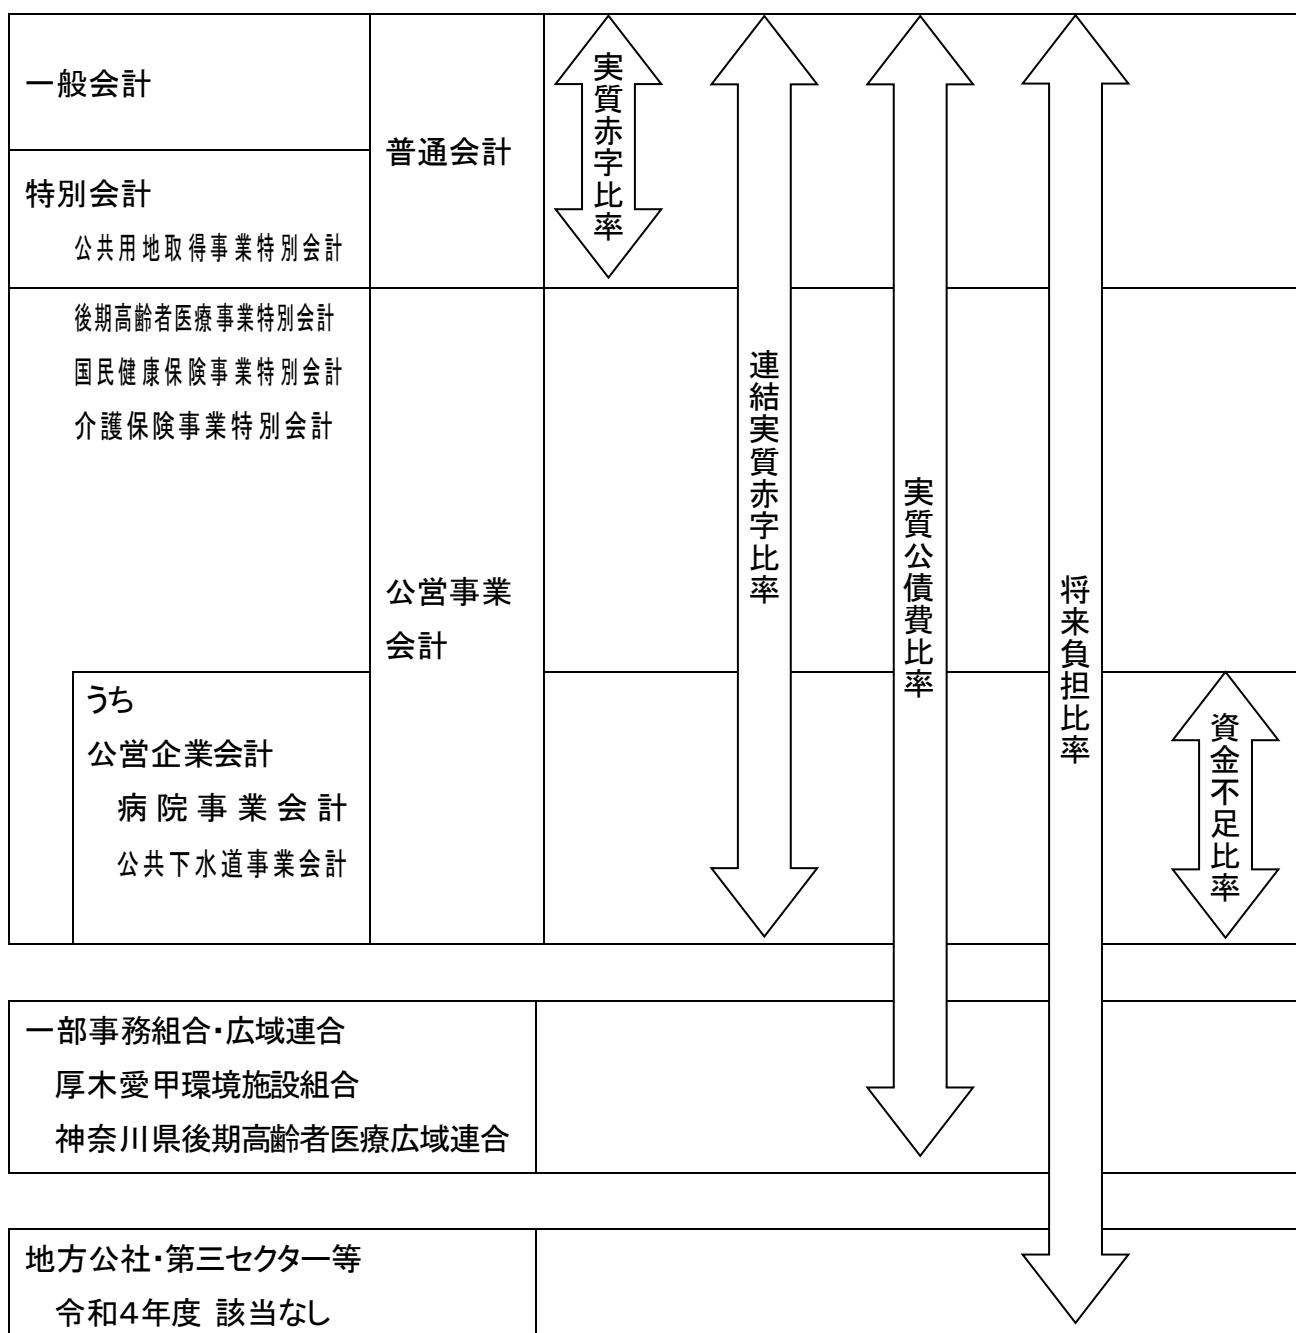 一般会計
普通会計
特別会計
公共用地取得事業特別会計
実質赤字比率
後期高齢者医療事業特別会計
国民健康保険事業特別会計
介護保険事業特別会計
公営事業
会計
連結実質赤字比率
実質公債費比率
将来負担比率
うち
公営企業会計
病院事業会計
公共下水道事業会計
資金不足比率
一部事務組合・広域連合
厚木愛甲環境施設組合
神奈川県後期高齢者医療広域連合
地方公社・第三セクター等
令和4年度 該当なし